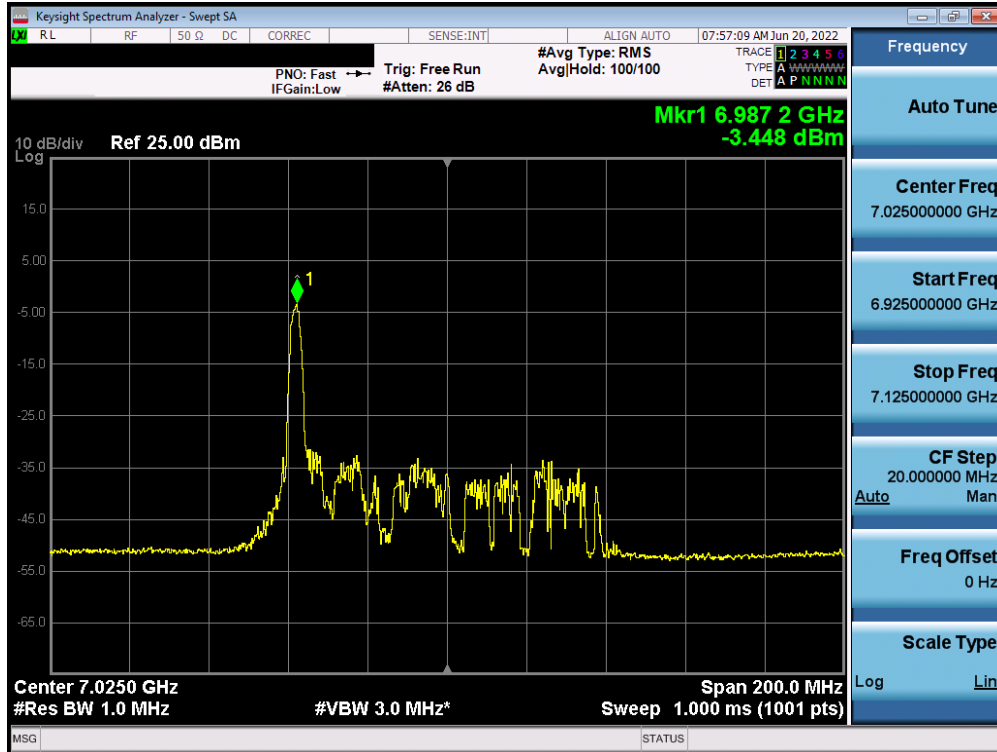 Keysight Spectrum Analyzer - Swept SA
LXI RL RF 50 Ω DC CORREC SENSE:INT ALIGN AUTO 07:57:09 AM Jun 20, 2022
Frequency
PNO: Fast
IFGain:Low
Trig: Free Run
#Atten: 26 dB
#Avg Type: RMS
Avg|Hold: 100/100
TRACE 1 2 3 4 5 6
TYPE A WWWWW
DET A P N N N N
Mkr1 6.987 2 GHz
-3.448 dBm
10 dB/div
Log
Ref 25.00 dBm
15.0
5.00
-5.00
-15.0
-25.0
-35.0
-45.0
-55.0
-65.0
1
Center 7.0250 GHz
#Res BW 1.0 MHz
#VBW 3.0 MHz*
Span 200.0 MHz
Sweep 1.000 ms (1001 pts)
MSG
STATUS
Auto Tune
Center Freq
7.025000000 GHz
Start Freq
6.925000000 GHz
Stop Freq
7.125000000 GHz
CF Step
20.000000 MHz
Auto Man
Freq Offset
0 Hz
Scale Type
Log Lin